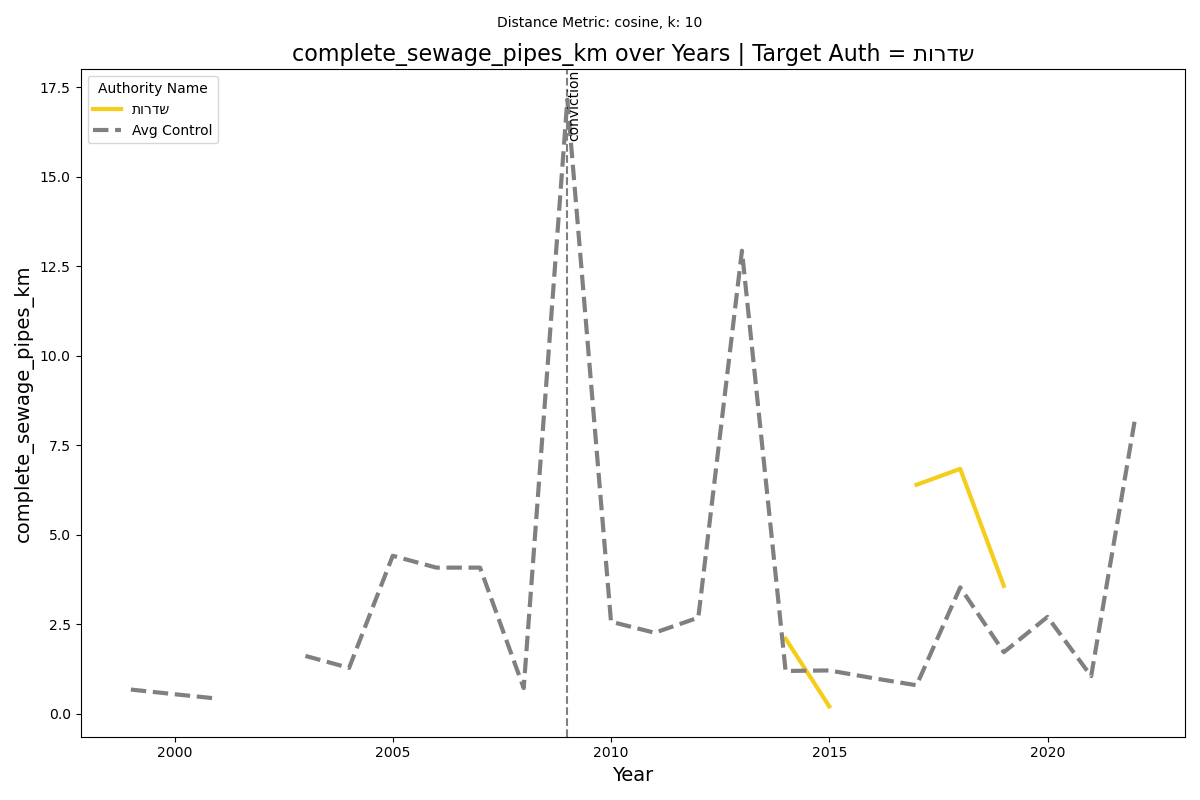 Distance Metric: cosine, k: 10
complete_sewage_pipes_km over Years | Target Auth = שדרות
Authority Name
שדרות
Avg Control
conviction
complete_sewage_pipes_km
17.5
15.0
12.5
10.0
7.5
5.0
2.5
0.0
2000
2005
2010
2015
2020
Year